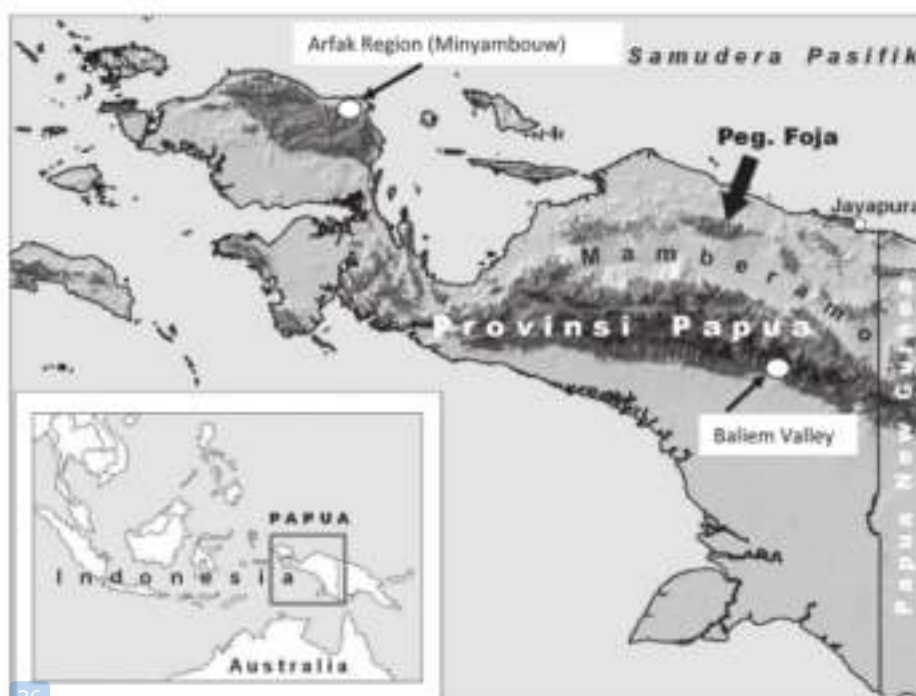 Arfak Region (Minyambouw)
Samudera Pasifik
Peg. Foja
Jayapura
Mamberamo
Provinsi Papua
Baliem Valley
Papua New Guinea
PAPUA
Indonesia
Australia
26